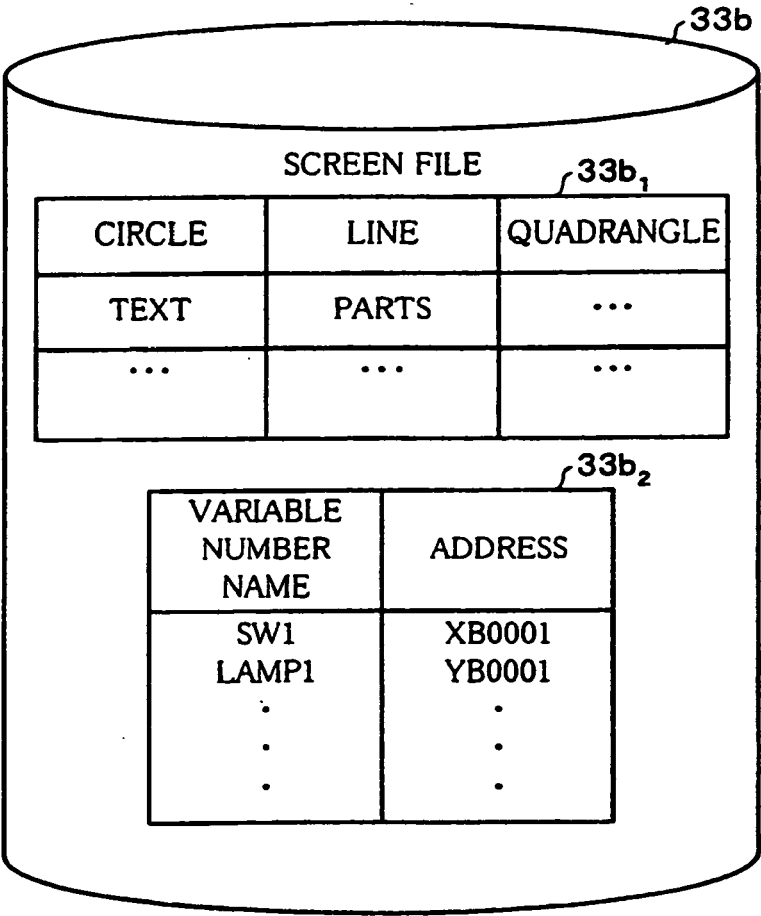 33b
SCREEN FILE
33b₁
CIRCLE LINE QUADRANGLE
TEXT PARTS ...
... ... ...
33b₂
VARIABLE
NUMBER
NAME
ADDRESS
SW1 XB0001
LAMP1 YB0001